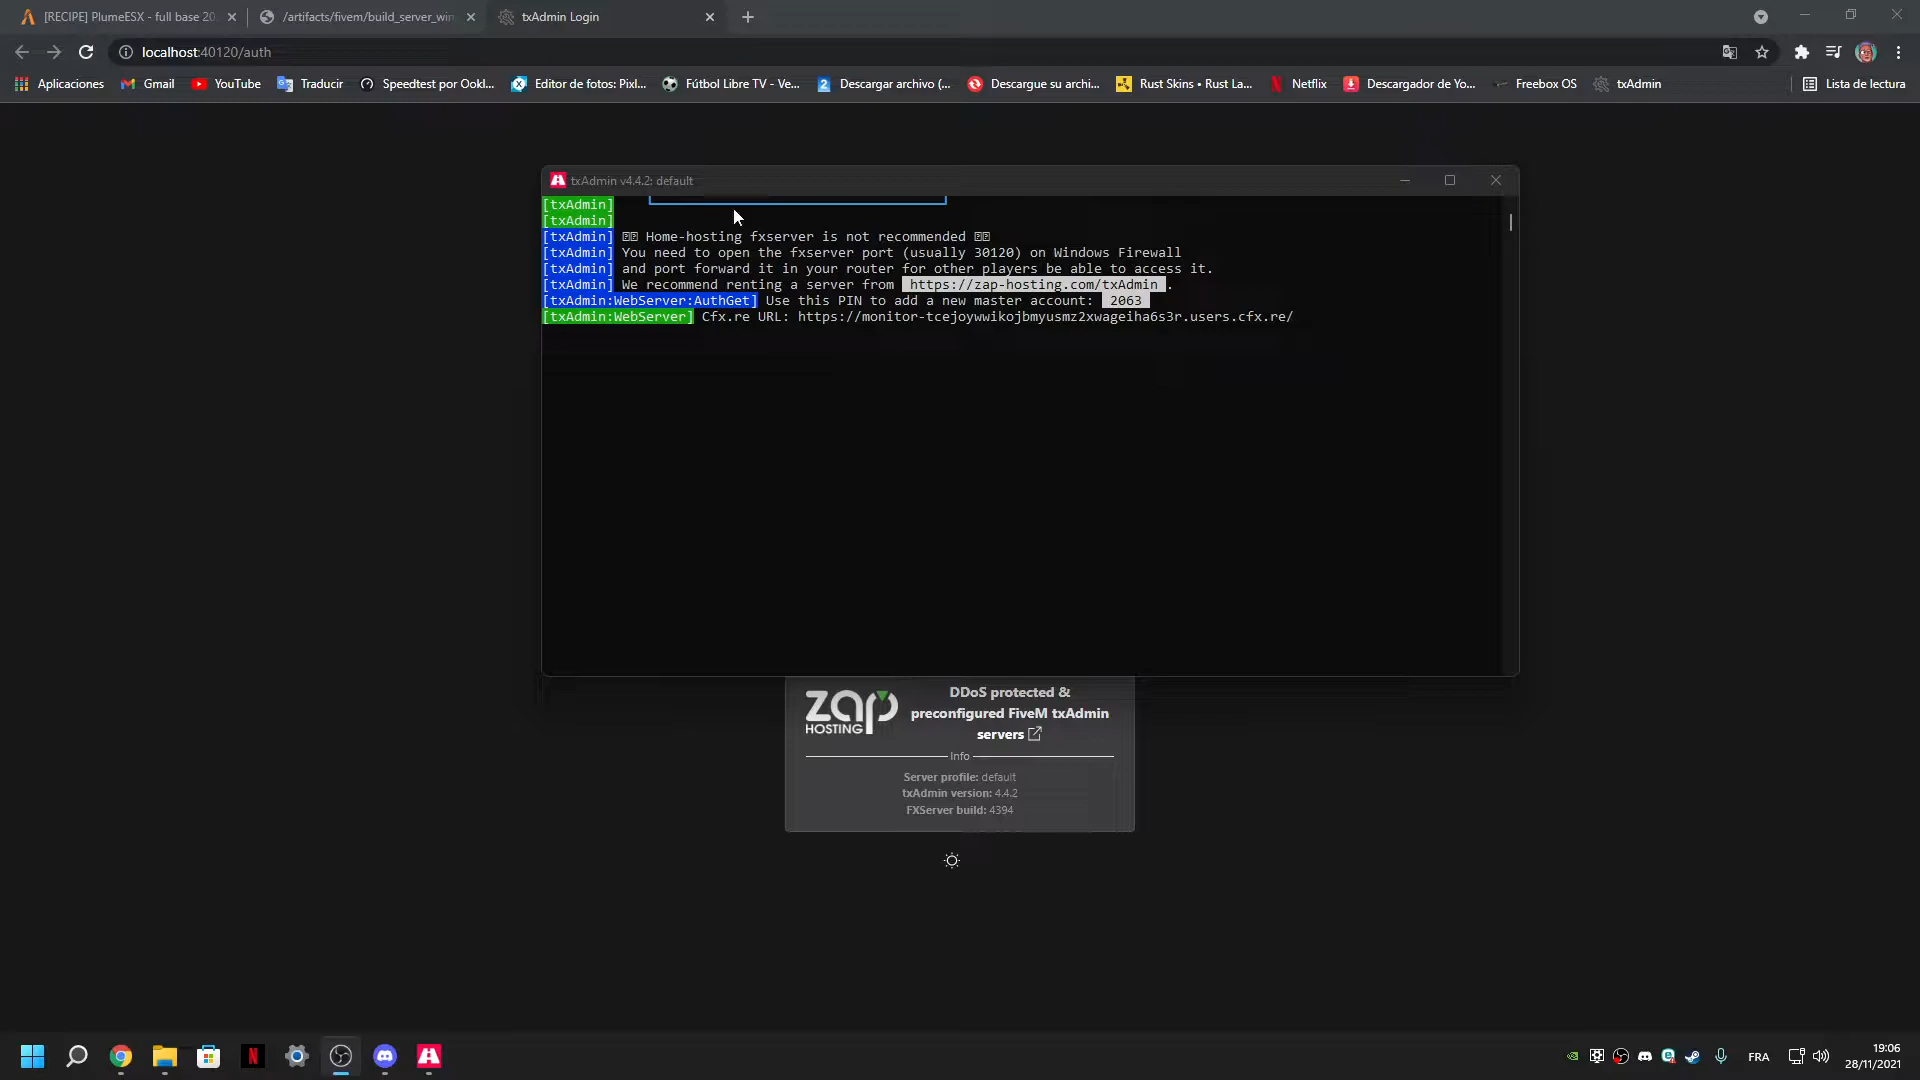 [RECIPE] PlumeESX - full base 20
/artifacts/fivem/build_server_win
txAdmin Login
localhost:40120/auth
Aplicaciones
Gmail
YouTube
Traducir
Speedtest por Ookl...
Editor de fotos: Pixl...
Fútbol Libre TV - Ve...
Descargar archivo (...
Descargue su archi...
Rust Skins • Rust La...
Netflix
Descargador de Yo...
Freebox OS
txAdmin
Lista de lectura
txAdmin v4.4.2: default
[txAdmin]
[txAdmin]
[txAdmin] Home-hosting fxserver is not recommended
[txAdmin] You need to open the fxserver port (usually 30120) on Windows Firewall
[txAdmin] and port forward it in your router for other players be able to access it.
[txAdmin] We recommend renting a server from https://zap-hosting.com/txAdmin .
[txAdmin:WebServer:AuthGet] Use this PIN to add a new master account: 2063
[txAdmin:WebServer] Cfx.re URL: https://monitor-tcejoywwikojbmyusmz2xwageiha6s3r.users.cfx.re/
zap HOSTING
DDoS protected &
preconfigured FiveM txAdmin
servers
Info
Server profile: default
txAdmin version: 4.4.2
FXServer build: 4394
FRA
19:06
28/11/2021